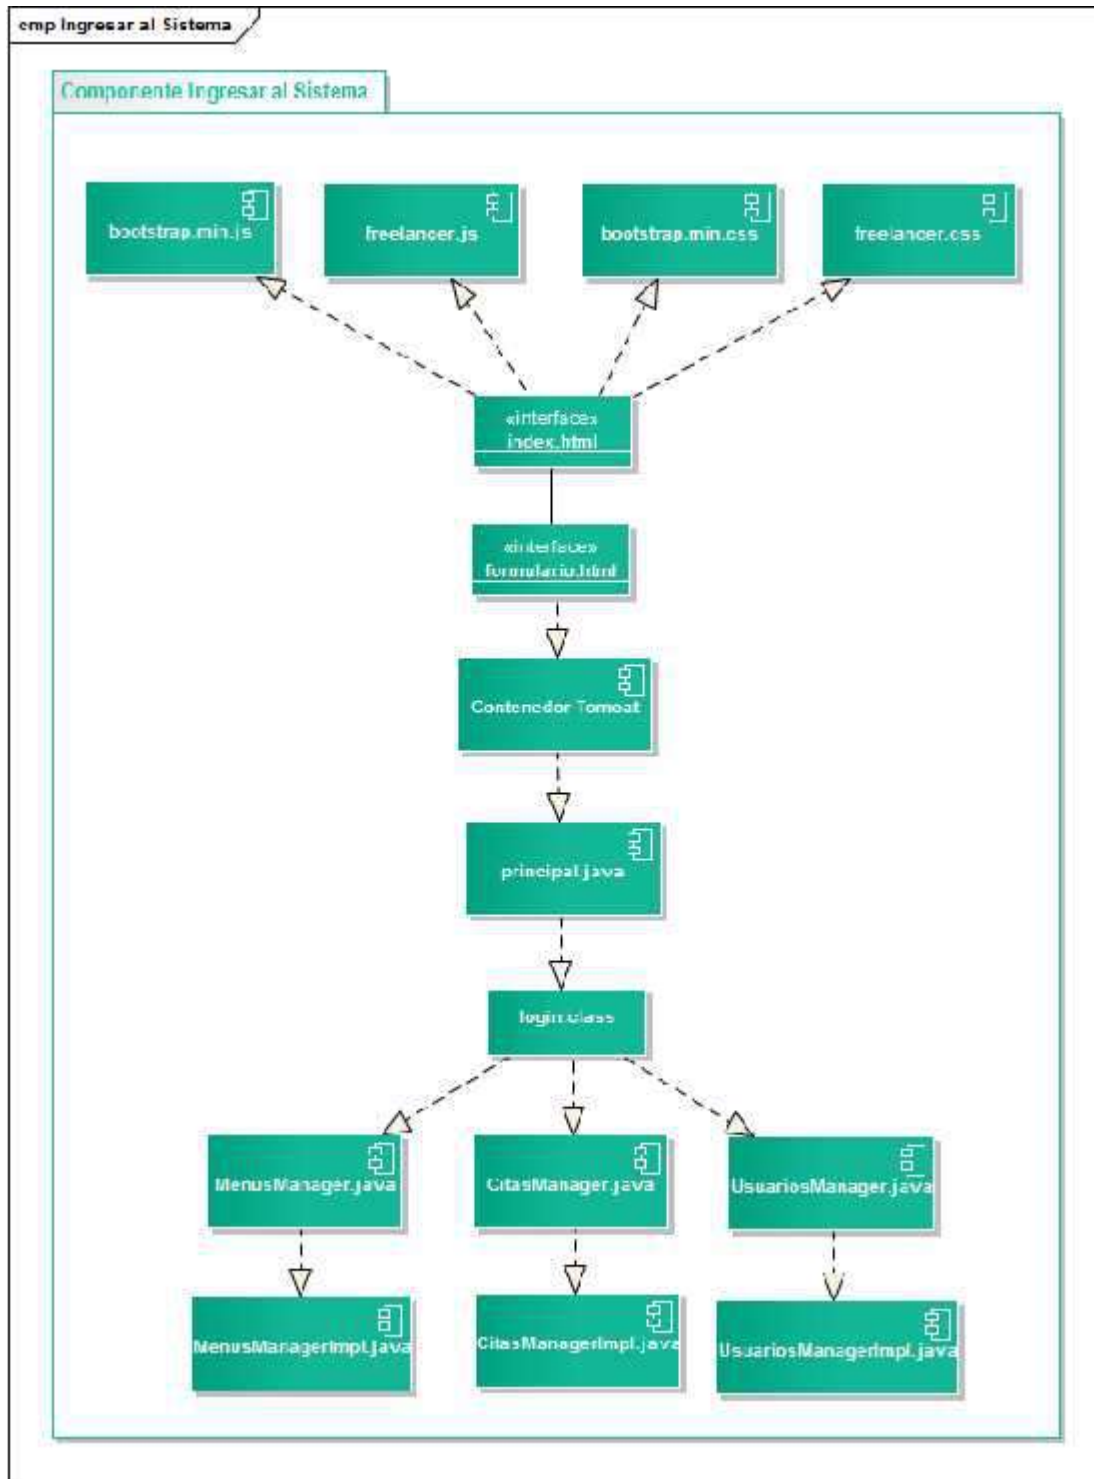 cmp Ingresar al Sistema
Componente Ingresar al Sistema
bootstrap.min.js
freelancer.js
bootstrap.min.css
freelancer.css
«interface»
index.html
«interface»
formulario.html
Contenedor Tomcat
principal.java
login.class
MenusManager.java
CitasManager.java
UsuariosManager.java
MenusManagerImpl.java
CitasManagerImpl.java
UsuariosManagerImpl.java